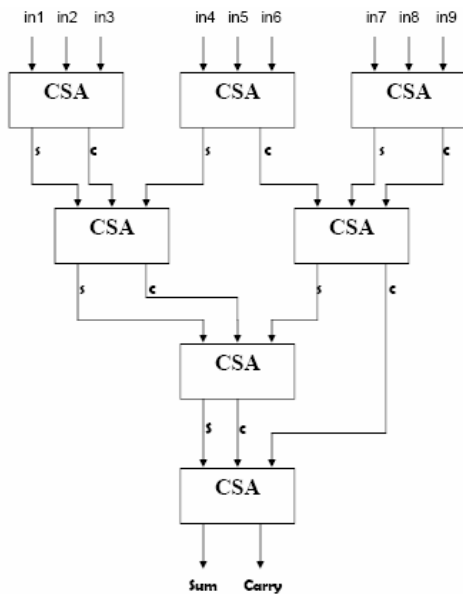 in1 in2 in3 in4 in5 in6 in7 in8 in9
CSA CSA CSA
s c s c s c
CSA CSA
s c s c
CSA
S c
CSA
Sum Carry